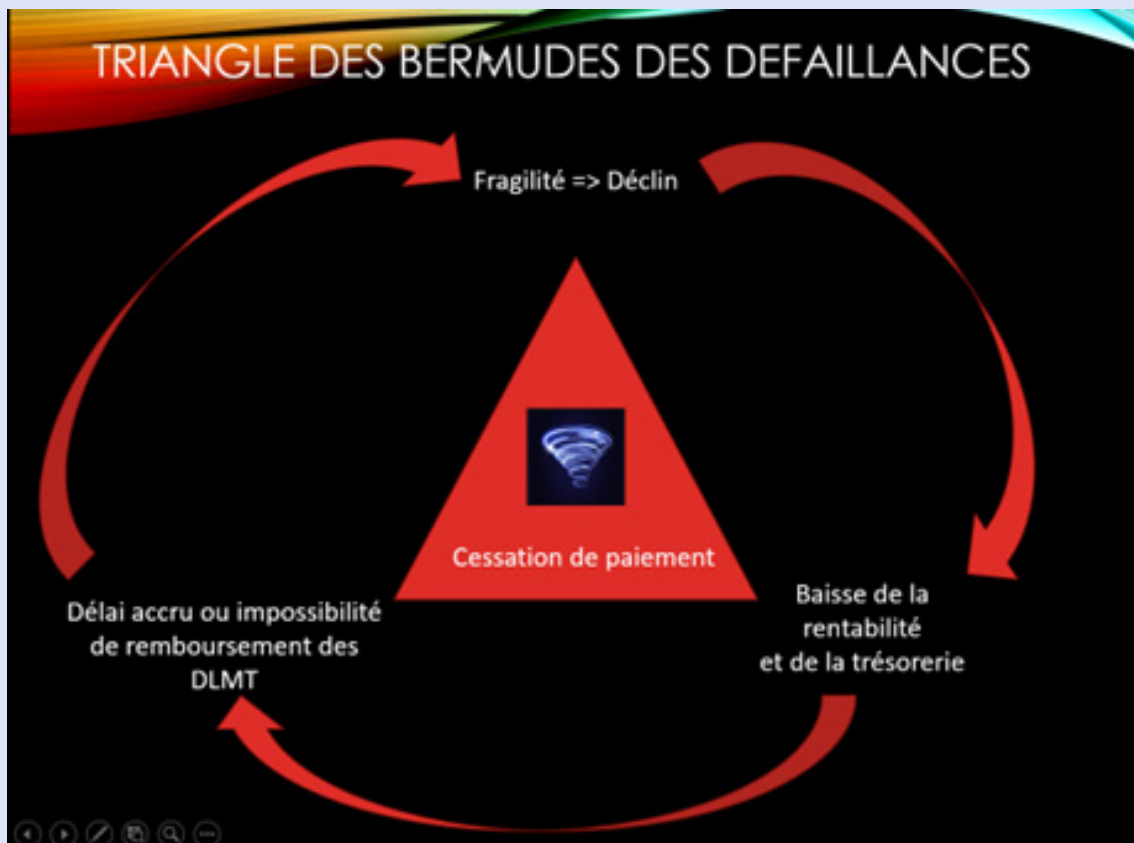 TRIANGLE DES BERMUDES DES DEFAILLANCES
Fragilité => Déclin
Cessation de paiement
Baisse de la
rentabilité
et de la trésorerie
Délai accru ou impossibilité
de remboursement des
DLMT